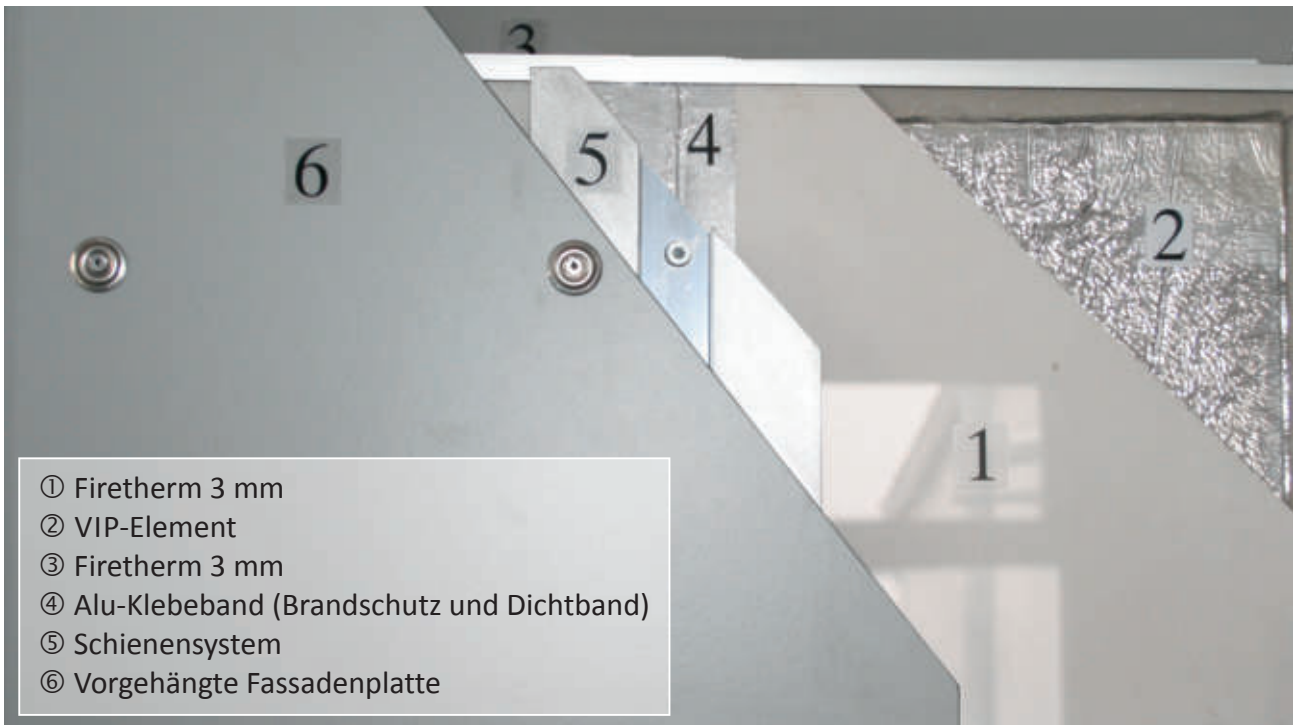 3
4
5
6
2
1
① Firetherm 3 mm
② VIP-Element
③ Firetherm 3 mm
④ Alu-Klebeband (Brandschutz und Dichtband)
⑤ Schienensystem
⑥ Vorgehängte Fassadenplatte